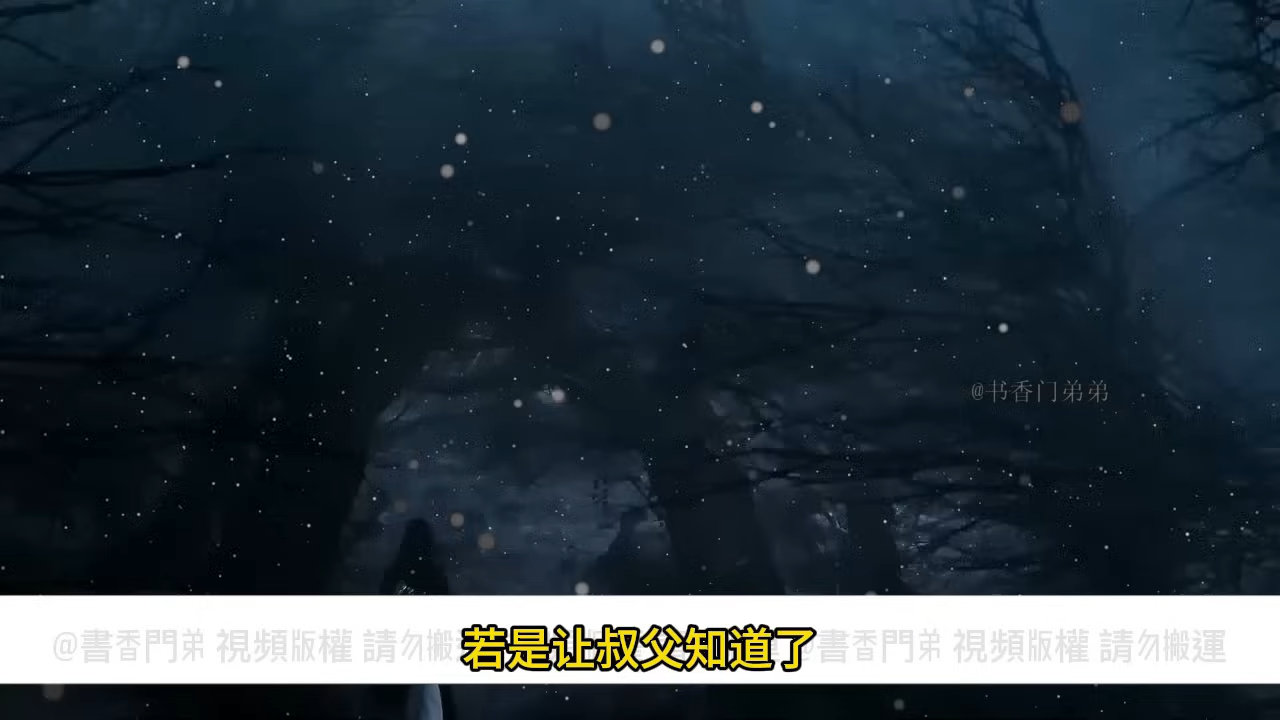 @书香门弟弟
@書香門弟 視頻版權 請勿搬
若是让叔父知道了
書香門弟 視頻版權 請勿搬運